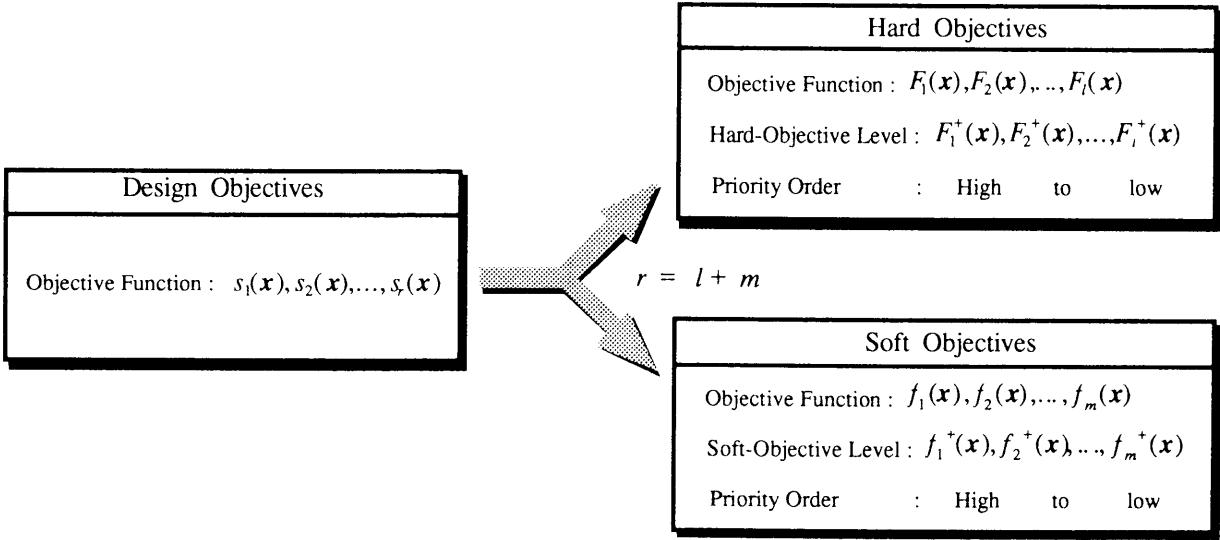 Design Objectives
Objective Function : s₁(x), s₂(x),..., sᵣ(x)
r = l + m
Hard Objectives
Objective Function : F₁(x), F₂(x),..., Fₗ(x)
Hard-Objective Level : F₁⁺(x), F₂⁺(x),..., Fₗ⁺(x)
Priority Order : High to low
Soft Objectives
Objective Function : f₁(x), f₂(x),..., fₘ(x)
Soft-Objective Level : f₁⁺(x), f₂⁺(x),..., fₘ⁺(x)
Priority Order : High to low